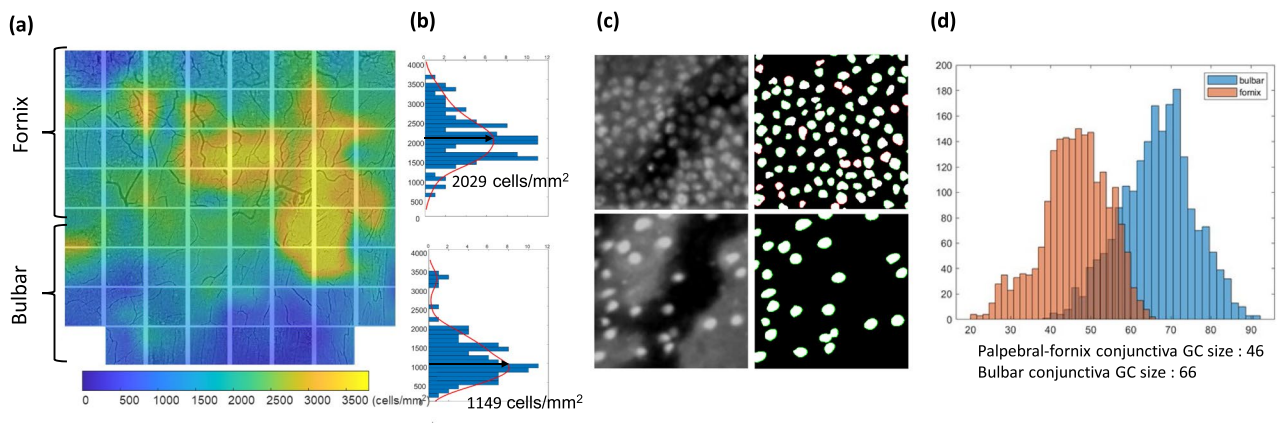 (a)
(b)
(c)
(d)
Fornix
Bulbar
0 500 1000 1500 2000 2500 3000 3500 (cells/mm²)
0 2 4 6 8 10 12
4000
3500
3000
2500
2000
1500
1000
500
0
2029 cells/mm²
0 2 4 6 8 10 12
4000
3500
3000
2500
2000
1500
1000
500
1149 cells/mm²
200
180
160
140
120
100
80
60
40
20
0
20 30 40 50 60 70 80 90
bulbar
fornix
Palpebral-fornix conjunctiva GC size : 46
Bulbar conjunctiva GC size : 66